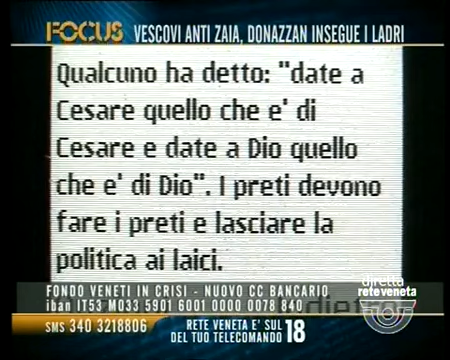 FOCUS VESCOVI ANTI ZAIA, DONAZZAN INSEGUE I LADRI
Qualcuno ha detto: "date a
Cesare quello che e' di
Cesare e date a Dio quello
che e' di Dio". I preti devono
fare i preti e lasciare la
politica ai laici.
FONDO VENETI IN CRISI - NUOVO CC BANCARIO
iban IT53 M033 5901 6001 0000 0078 840
diretta
reteveneta
SMS 340 3218806
RETE VENETA E' SUL
DEL TUO TELECOMANDO 18